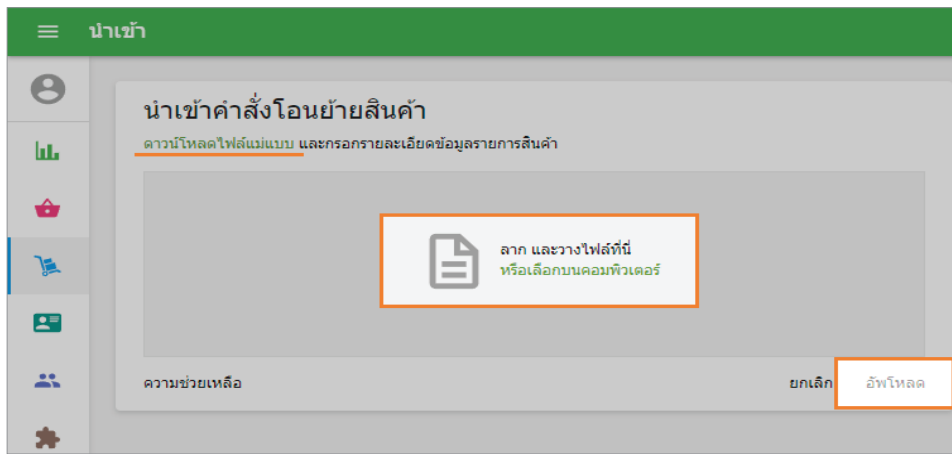 นำเข้า
นำเข้าคำสั่งโอนย้ายสินค้า
ดาวน์โหลดไฟล์แม่แบบ และกรอกรายละเอียดข้อมูลรายการสินค้า
ลาก และวางไฟล์ที่นี่
หรือเลือกบนคอมพิวเตอร์
ความช่วยเหลือ ยกเลิก อัพโหลด